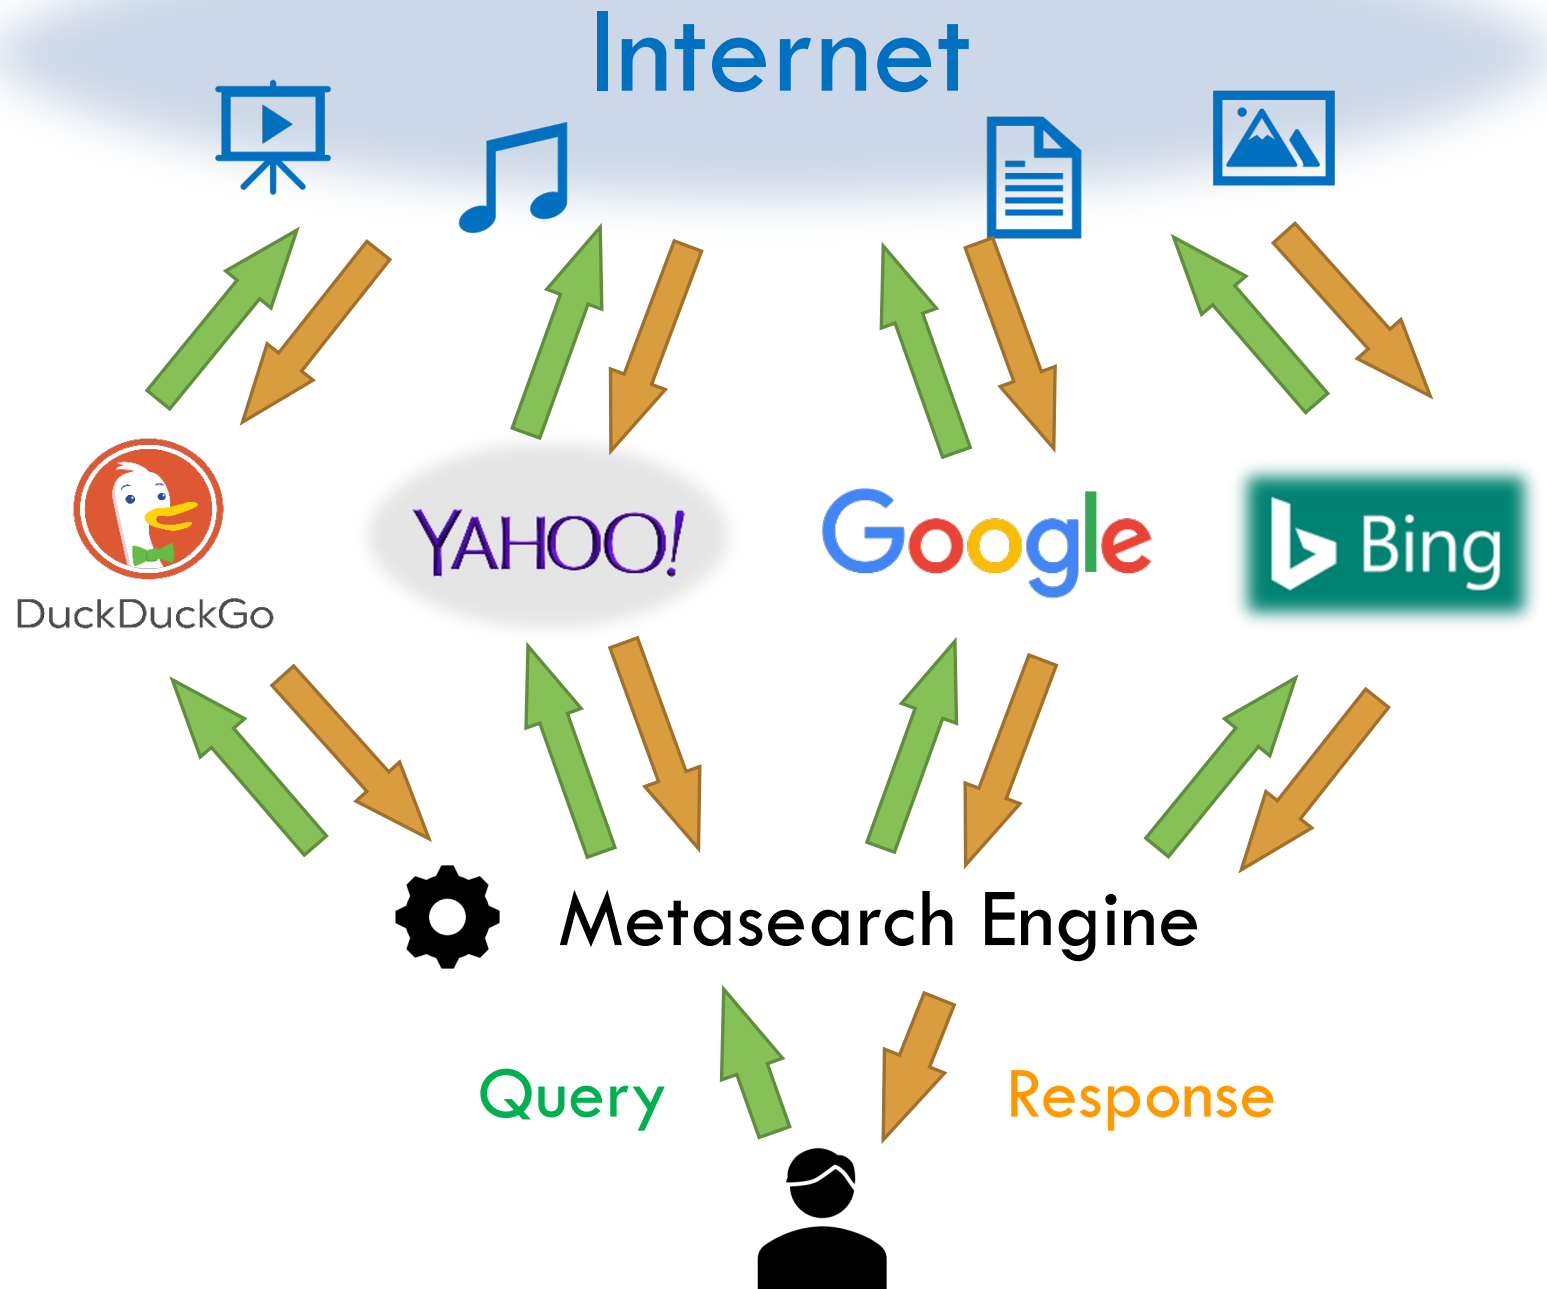 Internet
DuckDuckGo
YAHOO!
Google
Bing
Metasearch Engine
Query
Response